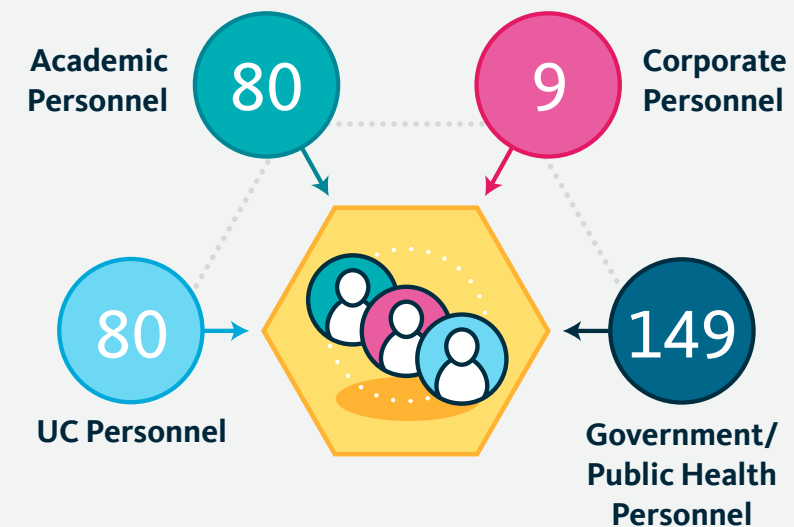 Academic
Personnel
80
9
Corporate
Personnel
80
UC Personnel
149
Government/
Public Health
Personnel